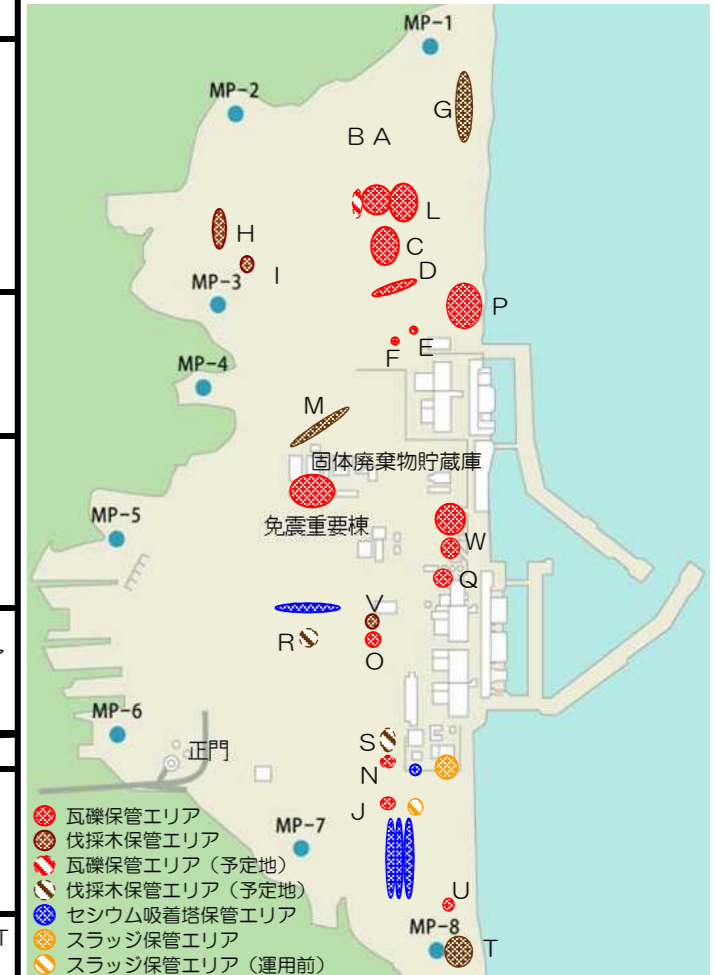 MP-1
MP-2
G
B A
L
H
C
I
D
MP-3
P
E
F
MP-4
M
固体廃棄物貯蔵庫
免震重要棟
MP-5
W
Q
V
R
O
MP-6
S
正門
N
J
瓦礫保管エリア
伐採木保管エリア
瓦礫保管エリア（予定地）
伐採木保管エリア（予定地）
セシウム吸着塔保管エリア
スラッジ保管エリア
スラッジ保管エリア（運用前）
MP-7
U
MP-8
T
T